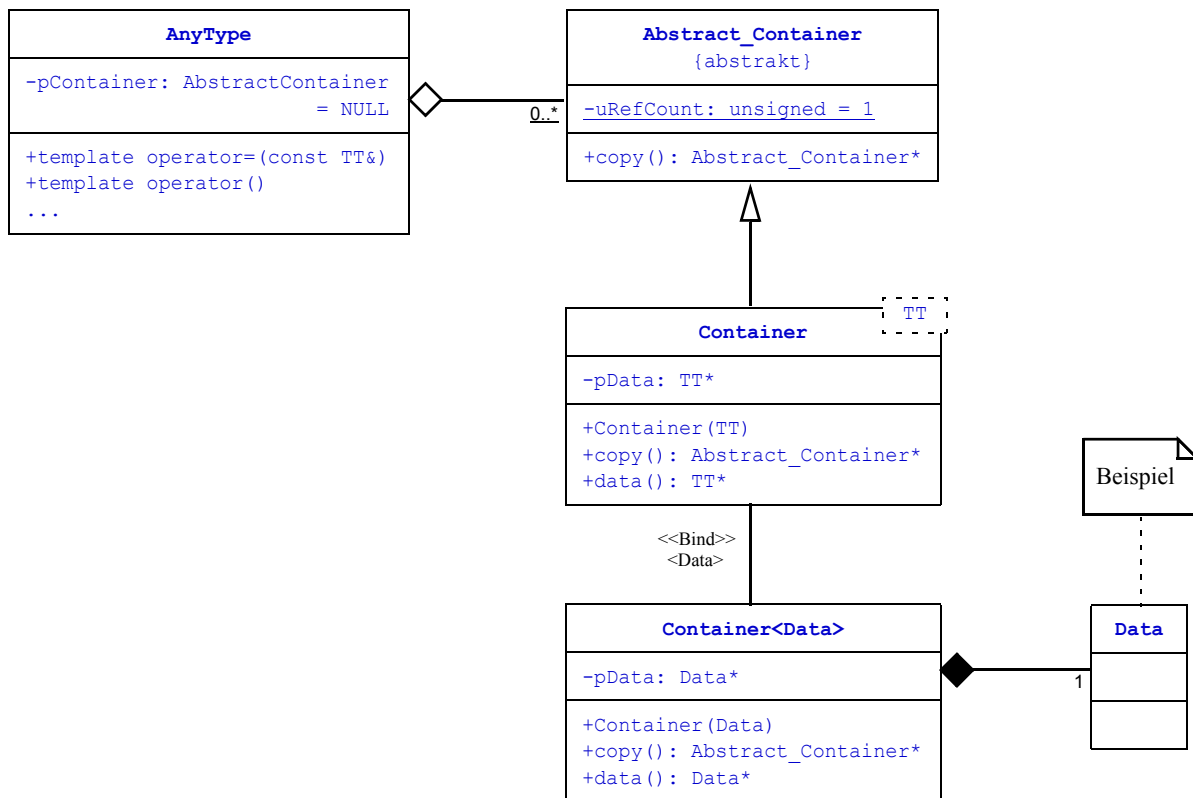 AnyType
-pContainer: AbstractContainer
= NULL
+template operator=(const TT&)
+template operator()
...
0..*
Abstract_Container
{abstrakt}
-uRefCount: unsigned = 1
+copy(): Abstract_Container*
TT
Container
-pData: TT*
+Container(TT)
+copy(): Abstract_Container*
+data(): TT*
Beispiel
<<Bind>>
<Data>
Container<Data>
-pData: Data*
+Container(Data)
+copy(): Abstract_Container*
+data(): Data*
1
Data